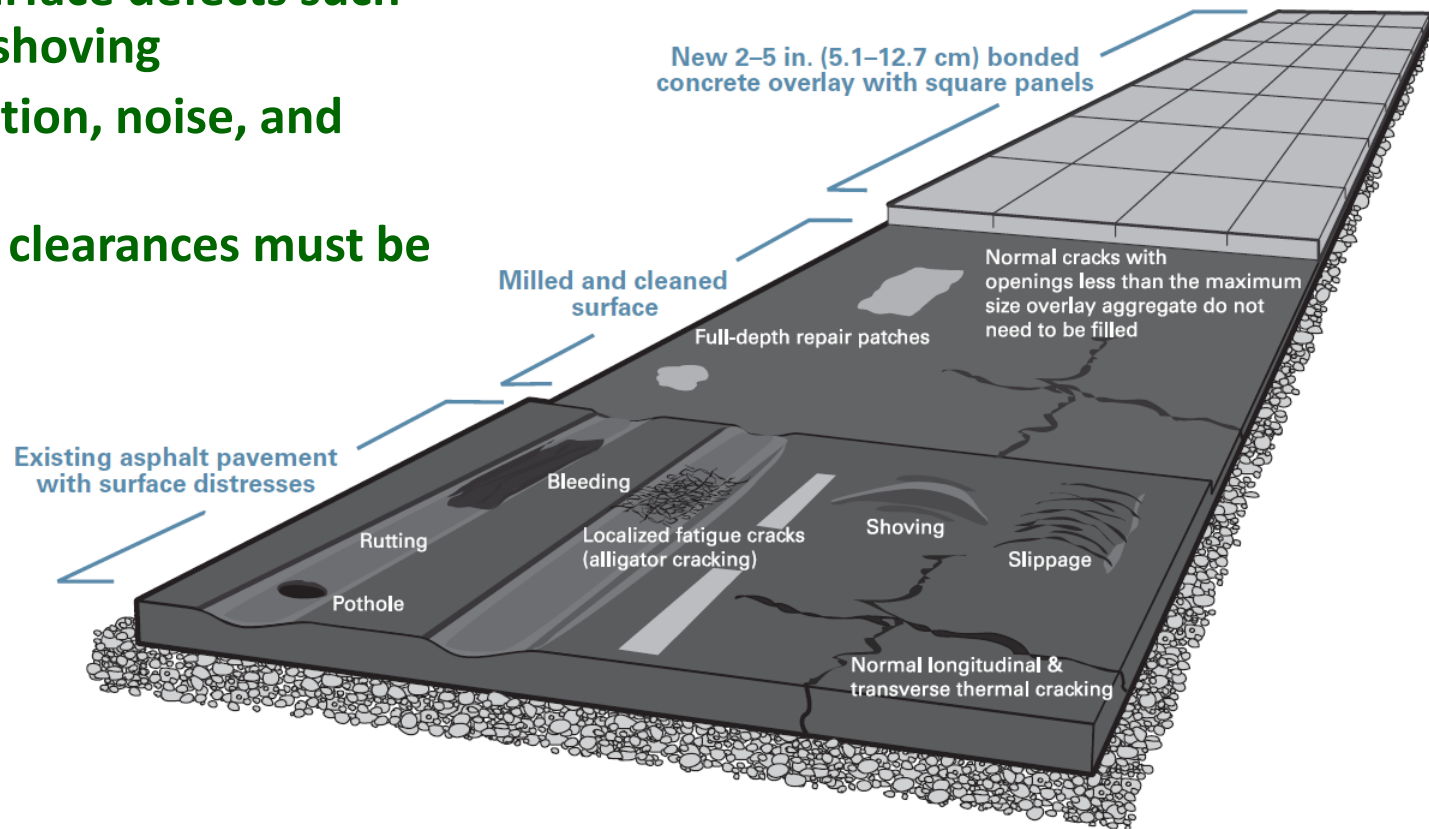 urface defects such
shoving
tion, noise, and
clearances must be
New 2–5 in. (5.1–12.7 cm) bonded
concrete overlay with square panels
Milled and cleaned
surface
Normal cracks with
openings less than the maximum
size overlay aggregate do not
need to be filled
Full-depth repair patches
Existing asphalt pavement
with surface distresses
Bleeding
Rutting
Localized fatigue cracks
(alligator cracking)
Shoving
Slippage
Pothole
Normal longitudinal &
transverse thermal cracking